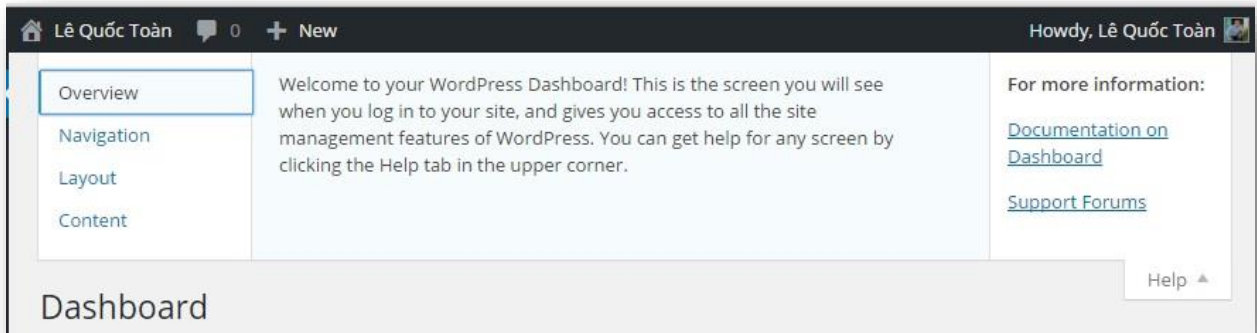 Lê Quốc Toàn 0 + New Howdy, Lê Quốc Toàn
Overview
Navigation
Layout
Content
Welcome to your WordPress Dashboard! This is the screen you will see
when you log in to your site, and gives you access to all the site
management features of WordPress. You can get help for any screen by
clicking the Help tab in the upper corner.
For more information:
Documentation on
Dashboard
Support Forums
Help
Dashboard